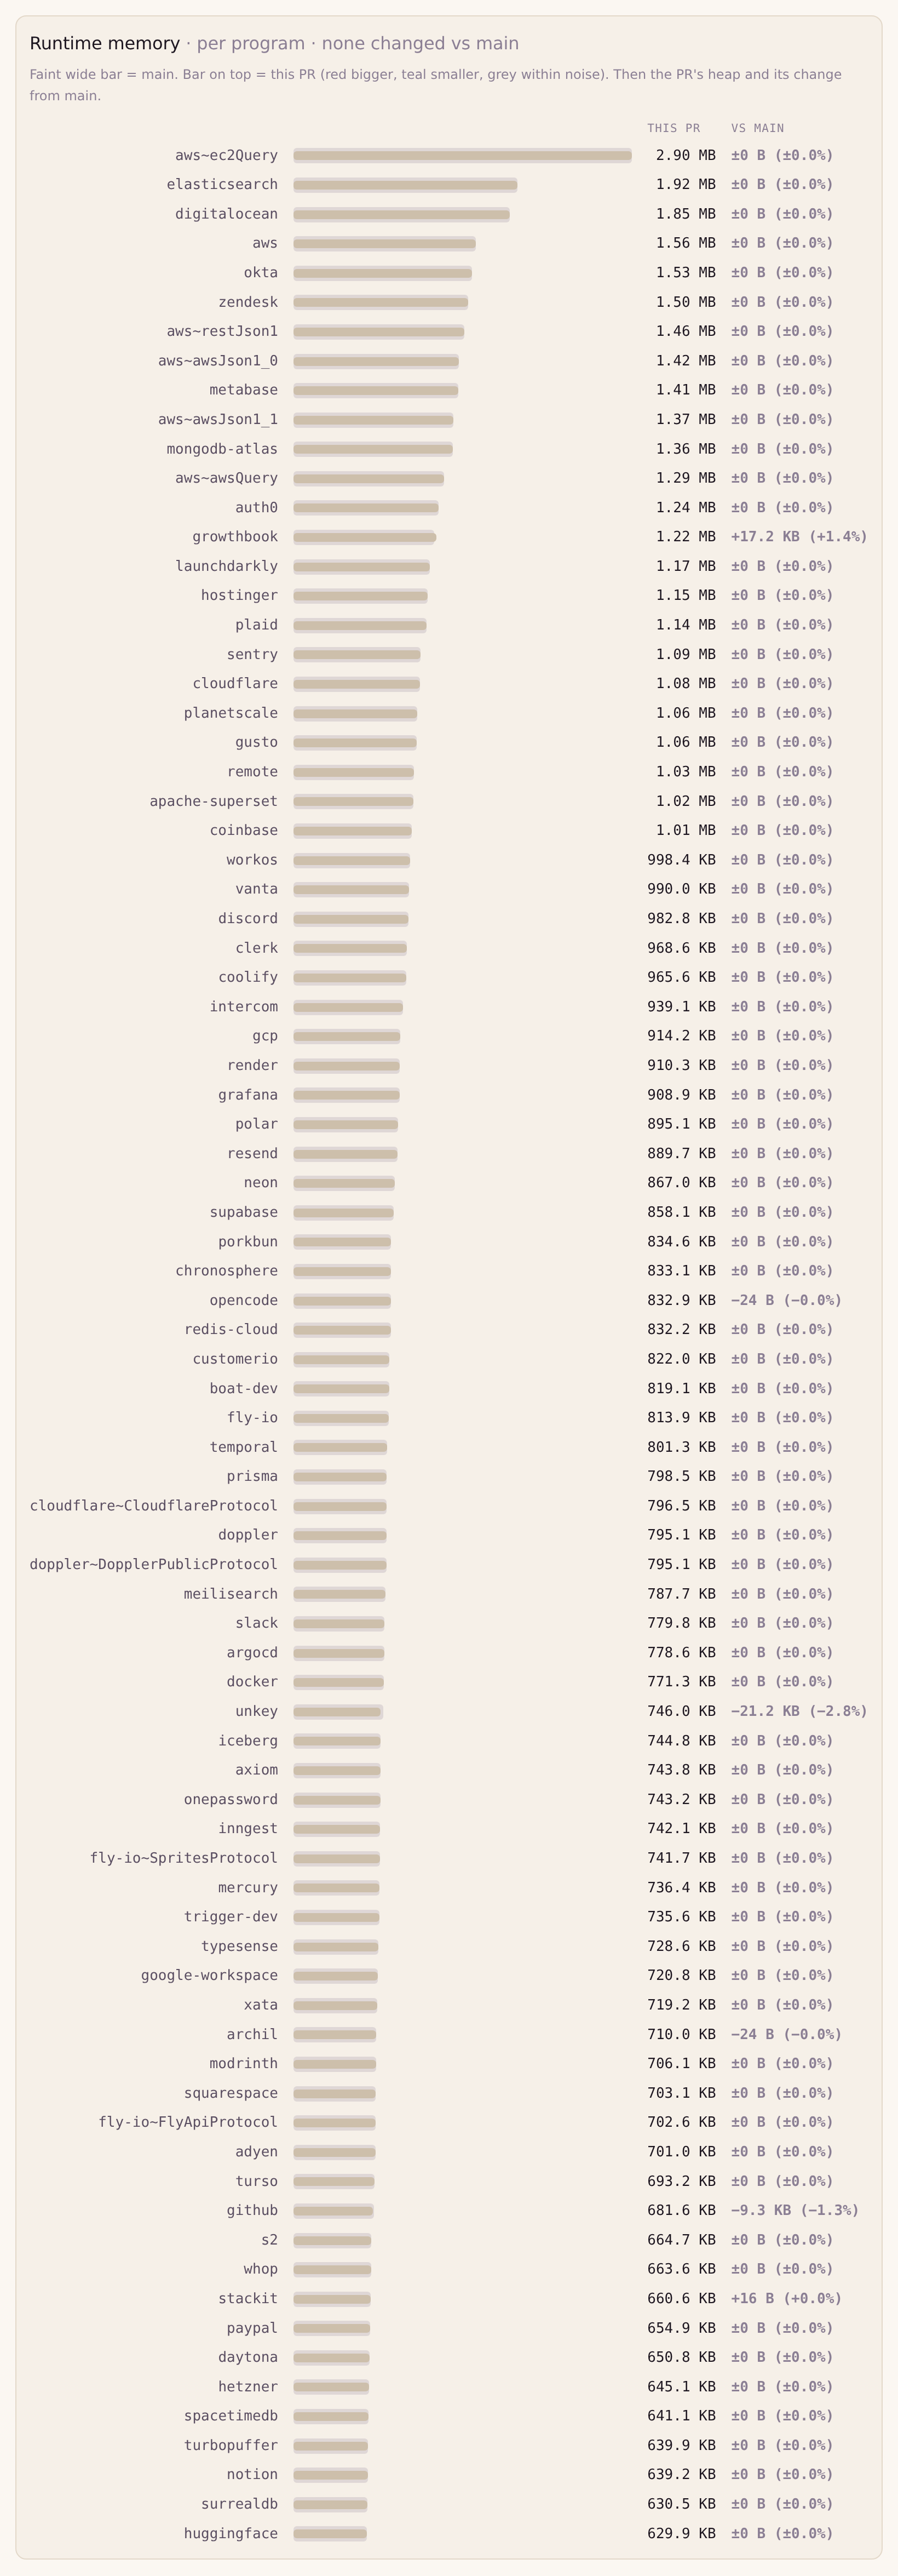 Runtime memory · per program · none changed vs main
Faint wide bar = main. Bar on top = this PR (red bigger, teal smaller, grey within noise). Then the PR's heap and its change
from main.
THIS PR VS MAIN
aws~ec2Query 2.90 MB ±0 B (±0.0%)
elasticsearch 1.92 MB ±0 B (±0.0%)
digitalocean 1.85 MB ±0 B (±0.0%)
aws 1.56 MB ±0 B (±0.0%)
okta 1.53 MB ±0 B (±0.0%)
zendesk 1.50 MB ±0 B (±0.0%)
aws~restJson1 1.46 MB ±0 B (±0.0%)
aws~awsJson1_0 1.42 MB ±0 B (±0.0%)
metabase 1.41 MB ±0 B (±0.0%)
aws~awsJson1_1 1.37 MB ±0 B (±0.0%)
mongodb-atlas 1.36 MB ±0 B (±0.0%)
aws~awsQuery 1.29 MB ±0 B (±0.0%)
auth0 1.24 MB ±0 B (±0.0%)
growthbook 1.22 MB +17.2 KB (+1.4%)
launchdarkly 1.17 MB ±0 B (±0.0%)
hostinger 1.15 MB ±0 B (±0.0%)
plaid 1.14 MB ±0 B (±0.0%)
sentry 1.09 MB ±0 B (±0.0%)
cloudflare 1.08 MB ±0 B (±0.0%)
planetscale 1.06 MB ±0 B (±0.0%)
gusto 1.06 MB ±0 B (±0.0%)
remote 1.03 MB ±0 B (±0.0%)
apache-superset 1.02 MB ±0 B (±0.0%)
coinbase 1.01 MB ±0 B (±0.0%)
workos 998.4 KB ±0 B (±0.0%)
vanta 990.0 KB ±0 B (±0.0%)
discord 982.8 KB ±0 B (±0.0%)
clerk 968.6 KB ±0 B (±0.0%)
coolify 965.6 KB ±0 B (±0.0%)
intercom 939.1 KB ±0 B (±0.0%)
gcp 914.2 KB ±0 B (±0.0%)
render 910.3 KB ±0 B (±0.0%)
grafana 908.9 KB ±0 B (±0.0%)
polar 895.1 KB ±0 B (±0.0%)
resend 889.7 KB ±0 B (±0.0%)
neon 867.0 KB ±0 B (±0.0%)
supabase 858.1 KB ±0 B (±0.0%)
porkbun 834.6 KB ±0 B (±0.0%)
chronosphere 833.1 KB ±0 B (±0.0%)
opencode 832.9 KB −24 B (−0.0%)
redis-cloud 832.2 KB ±0 B (±0.0%)
customerio 822.0 KB ±0 B (±0.0%)
boat-dev 819.1 KB ±0 B (±0.0%)
fly-io 813.9 KB ±0 B (±0.0%)
temporal 801.3 KB ±0 B (±0.0%)
prisma 798.5 KB ±0 B (±0.0%)
cloudflare~CloudflareProtocol 796.5 KB ±0 B (±0.0%)
doppler 795.1 KB ±0 B (±0.0%)
doppler~DopplerPublicProtocol 795.1 KB ±0 B (±0.0%)
meilisearch 787.7 KB ±0 B (±0.0%)
slack 779.8 KB ±0 B (±0.0%)
argocd 778.6 KB ±0 B (±0.0%)
docker 771.3 KB ±0 B (±0.0%)
unkey 746.0 KB −21.2 KB (−2.8%)
iceberg 744.8 KB ±0 B (±0.0%)
axiom 743.8 KB ±0 B (±0.0%)
onepassword 743.2 KB ±0 B (±0.0%)
inngest 742.1 KB ±0 B (±0.0%)
fly-io~SpritesProtocol 741.7 KB ±0 B (±0.0%)
mercury 736.4 KB ±0 B (±0.0%)
trigger-dev 735.6 KB ±0 B (±0.0%)
typesense 728.6 KB ±0 B (±0.0%)
google-workspace 720.8 KB ±0 B (±0.0%)
xata 719.2 KB ±0 B (±0.0%)
archil 710.0 KB −24 B (−0.0%)
modrinth 706.1 KB ±0 B (±0.0%)
squarespace 703.1 KB ±0 B (±0.0%)
fly-io~FlyApiProtocol 702.6 KB ±0 B (±0.0%)
adyen 701.0 KB ±0 B (±0.0%)
turso 693.2 KB ±0 B (±0.0%)
github 681.6 KB −9.3 KB (−1.3%)
s2 664.7 KB ±0 B (±0.0%)
whop 663.6 KB ±0 B (±0.0%)
stackit 660.6 KB +16 B (+0.0%)
paypal 654.9 KB ±0 B (±0.0%)
daytona 650.8 KB ±0 B (±0.0%)
hetzner 645.1 KB ±0 B (±0.0%)
spacetimedb 641.1 KB ±0 B (±0.0%)
turbopuffer 639.9 KB ±0 B (±0.0%)
notion 639.2 KB ±0 B (±0.0%)
surrealdb 630.5 KB ±0 B (±0.0%)
huggingface 629.9 KB ±0 B (±0.0%)